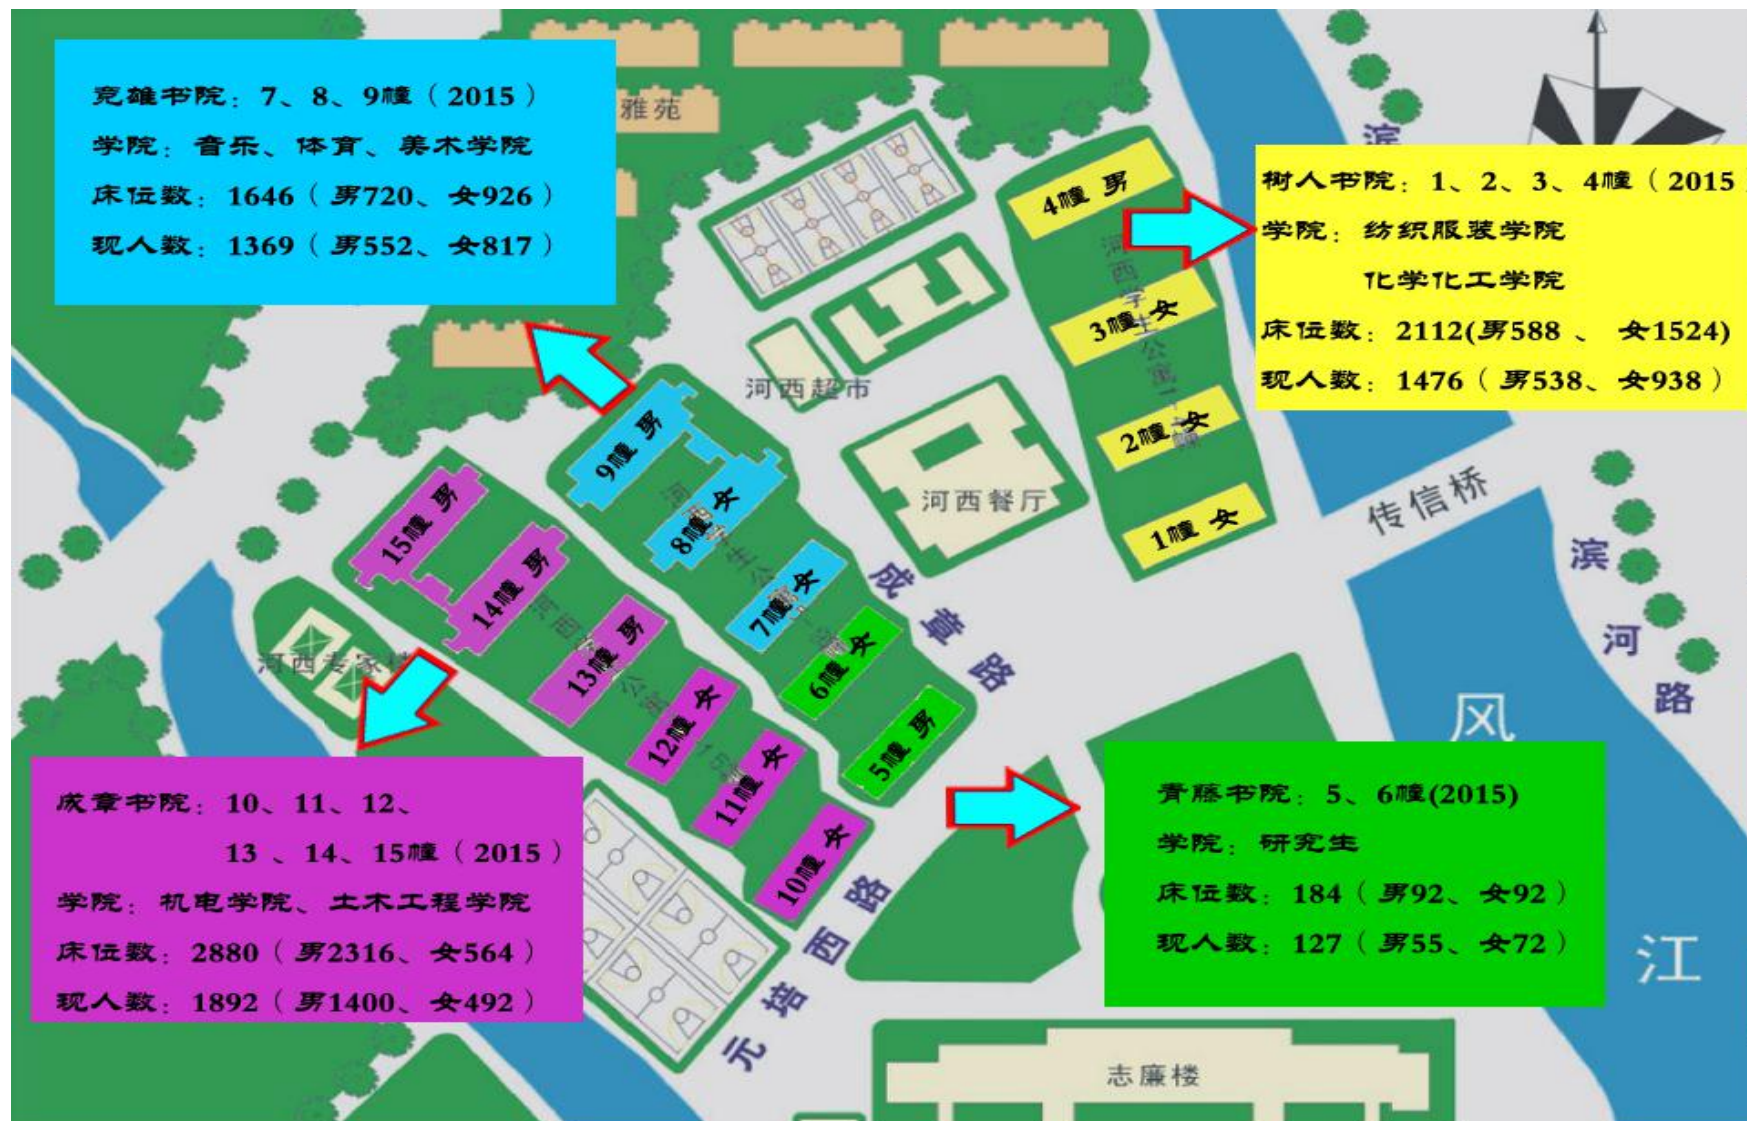 竞雄书院：7、8、9幢（2015）
学院：音乐、体育、美术学院
床位数：1646（男720、女926）
现人数：1369（男552、女817）
雅苑
滨
树人书院：1、2、3、4幢（2015
学院：纺织服装学院
化学化工学院
床位数：2112(男588 、 女1524)
现人数：1476（男538、女938）
4幢 男
3幢 女
2幢 女
1幢 女
河西学生公寓1
河西超市
河西餐厅
9幢 男
8幢 女
7幢 女
6幢 女
5幢 男
15幢 男
14幢 男
13幢 男
12幢 女
11幢 女
10幢 女
成章路
传信桥
滨河路
河西专家楼
风
江
成章书院：10、11、12、
13 、14、15幢（2015）
学院：机电学院、土木工程学院
床位数：2880（男2316、女564）
现人数：1892（男1400、女492）
青藤书院：5、6幢(2015)
学院：研究生
床位数：184（男92、女92）
现人数：127（男55、女72）
元培西路
志廉楼